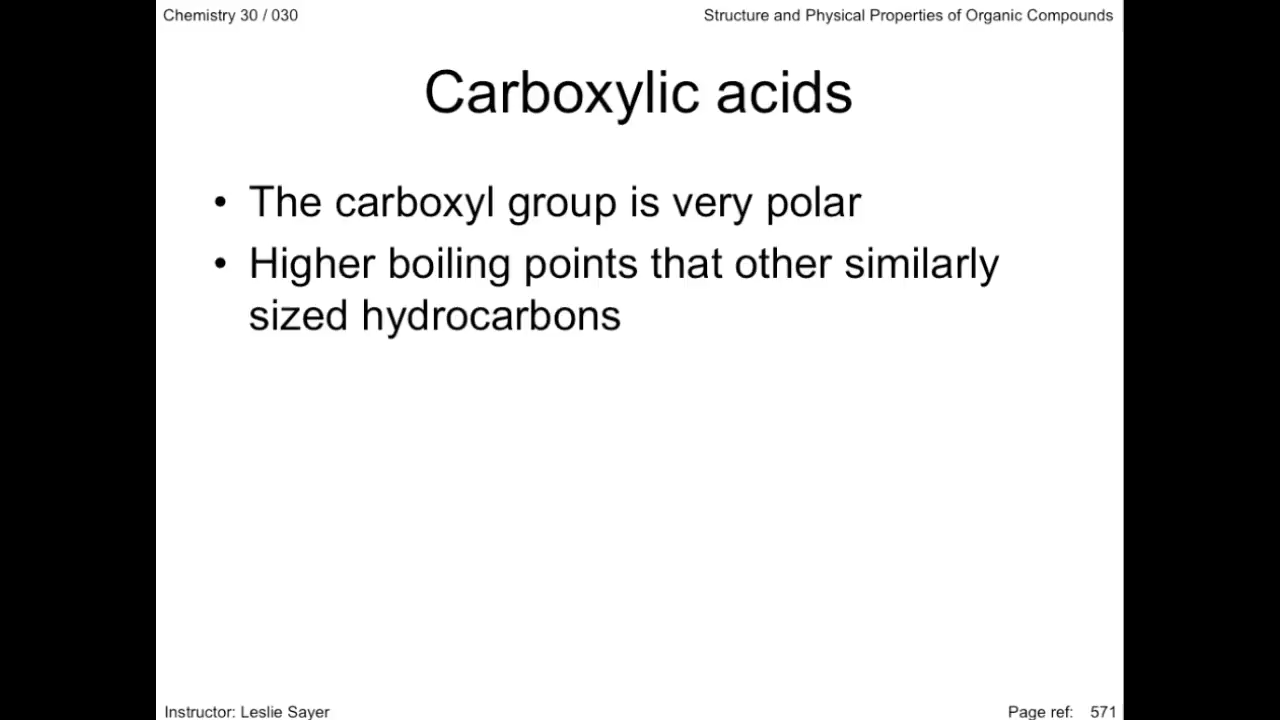 Chemistry 30 / 030
Structure and Physical Properties of Organic Compounds
Carboxylic acids
• The carboxyl group is very polar
• Higher boiling points that other similarly
sized hydrocarbons
Instructor: Leslie Sayer
Page ref: 571